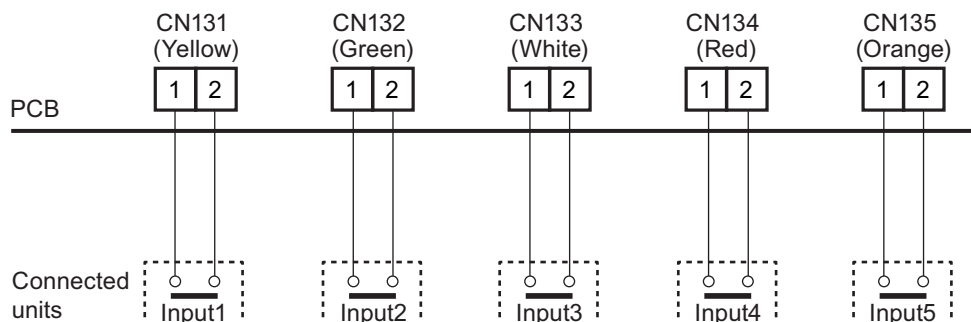 CN131 CN132 CN133 CN134 CN135
(Yellow) (Green) (White) (Red) (Orange)
1 2 1 2 1 2 1 2 1 2
PCB
Connected
units
Input1 Input2 Input3 Input4 Input5